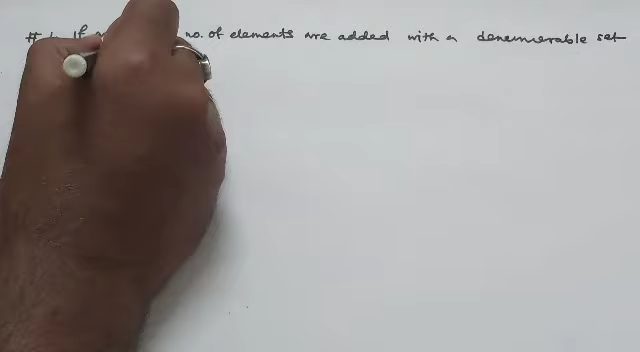 # If no. of elements are added with a denumerable set